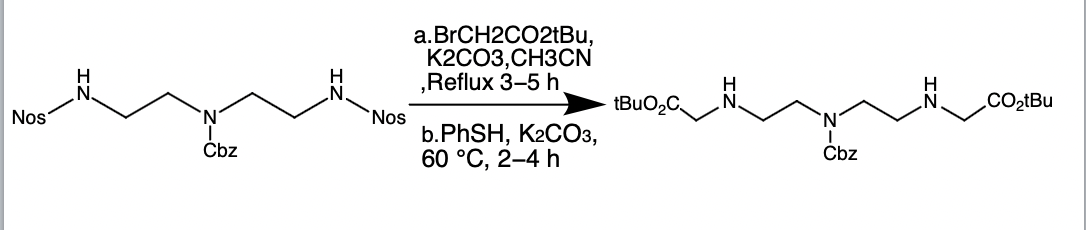 a.BrCH2CO2tBu,
K2CO3,CH3CN
,Reflux 3–5 h
b.PhSH, K2CO3,
60 °C, 2–4 h
H
N
Nos
N
Cbz
H
N
Nos
tBuO2C
H
N
N
Cbz
H
N
CO2tBu